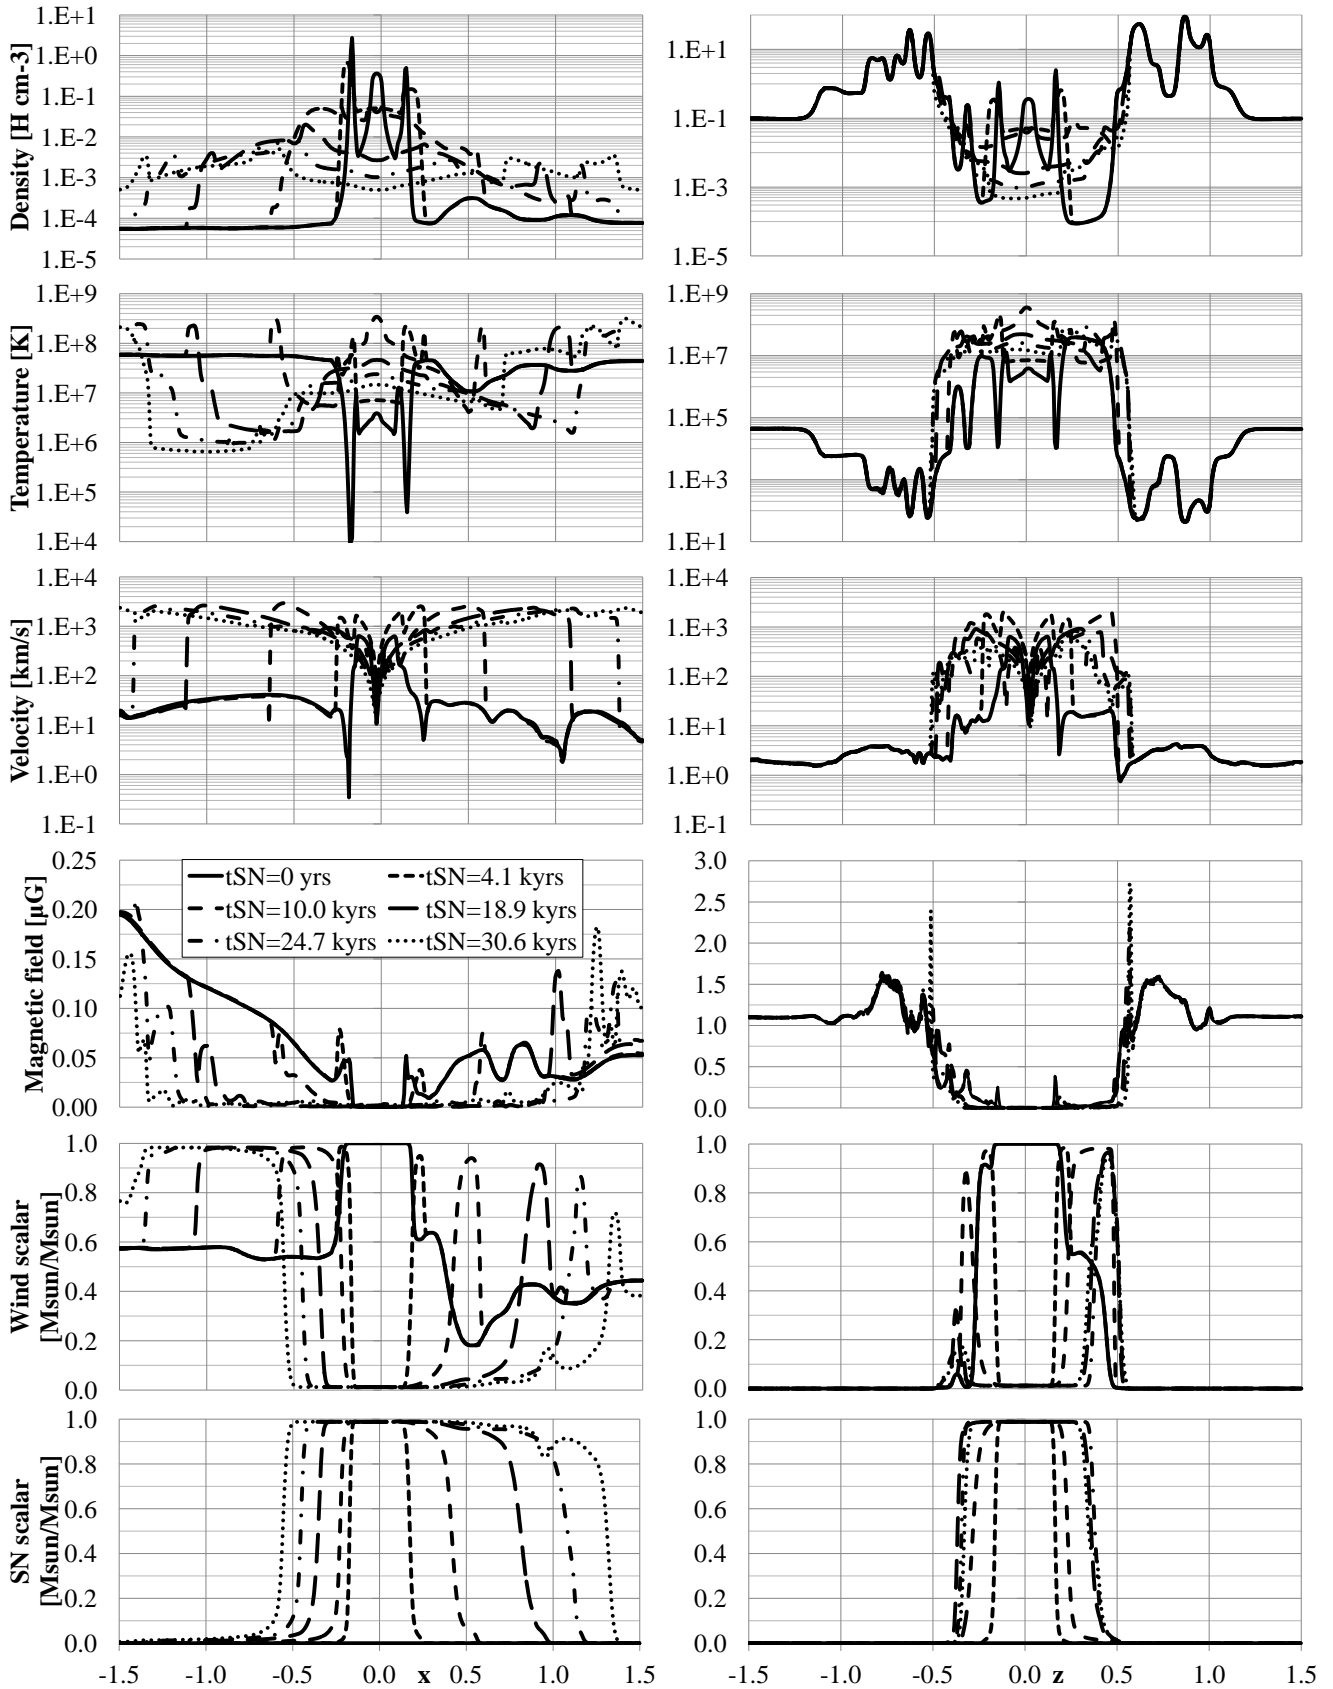 Density [H cm-3]
1.E+1
1.E+0
1.E-1
1.E-2
1.E-3
1.E-4
1.E-5
1.E+1
1.E-1
1.E-3
1.E-5
Temperature [K]
1.E+9
1.E+8
1.E+7
1.E+6
1.E+5
1.E+4
1.E+9
1.E+7
1.E+5
1.E+3
1.E+1
Velocity [km/s]
1.E+4
1.E+3
1.E+2
1.E+1
1.E+0
1.E-1
1.E+4
1.E+3
1.E+2
1.E+1
1.E+0
1.E-1
Magnetic field [µG]
0.25
0.20
0.15
0.10
0.05
0.00
tSN=0 yrs tSN=4.1 kyrs
tSN=10.0 kyrs tSN=18.9 kyrs
tSN=24.7 kyrs tSN=30.6 kyrs
3.0
2.5
2.0
1.5
1.0
0.5
0.0
Wind scalar
[Msun/Msun]
1.0
0.8
0.6
0.4
0.2
0.0
1.0
0.8
0.6
0.4
0.2
0.0
SN scalar
[Msun/Msun]
1.0
0.8
0.6
0.4
0.2
0.0
1.0
0.8
0.6
0.4
0.2
0.0
-1.5 -1.0 -0.5 0.0 x 0.5 1.0 1.5
-1.5 -1.0 -0.5 0.0 z 0.5 1.0 1.5